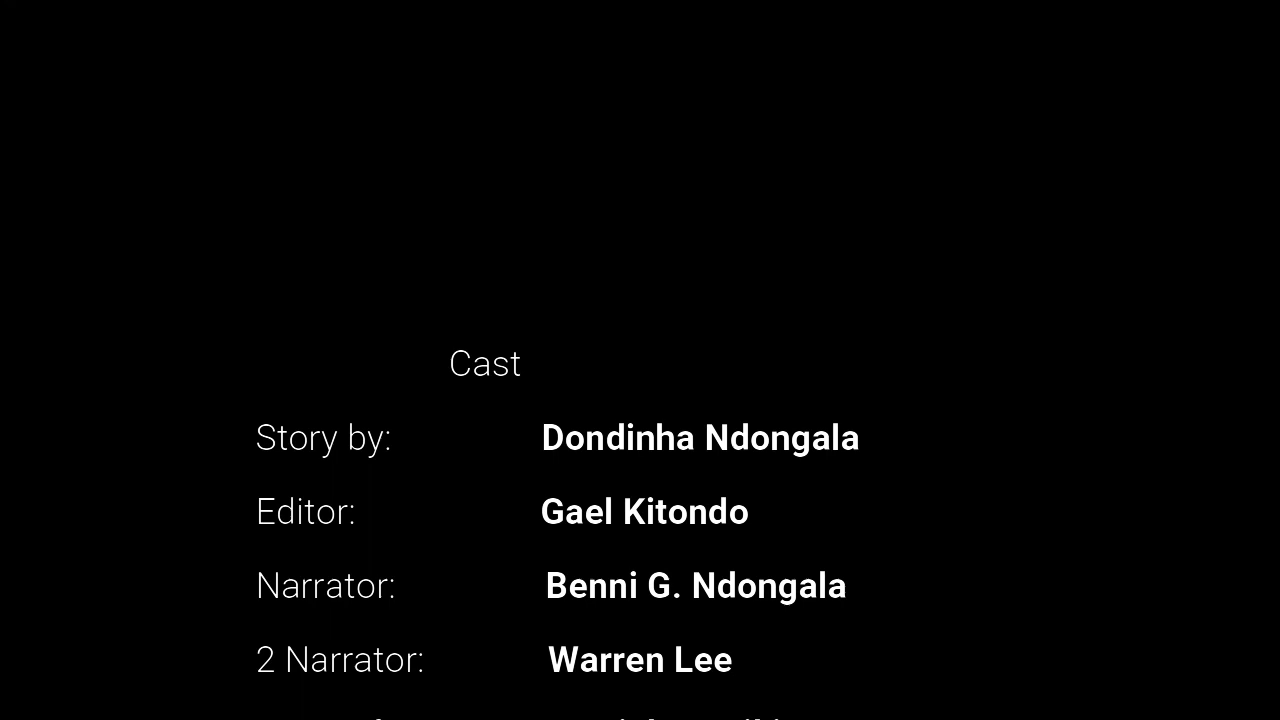 Cast
Story by: Dondinha Ndongala
Editor: Gael Kitondo
Narrator: Benni G. Ndongala
2 Narrator: Warren Lee